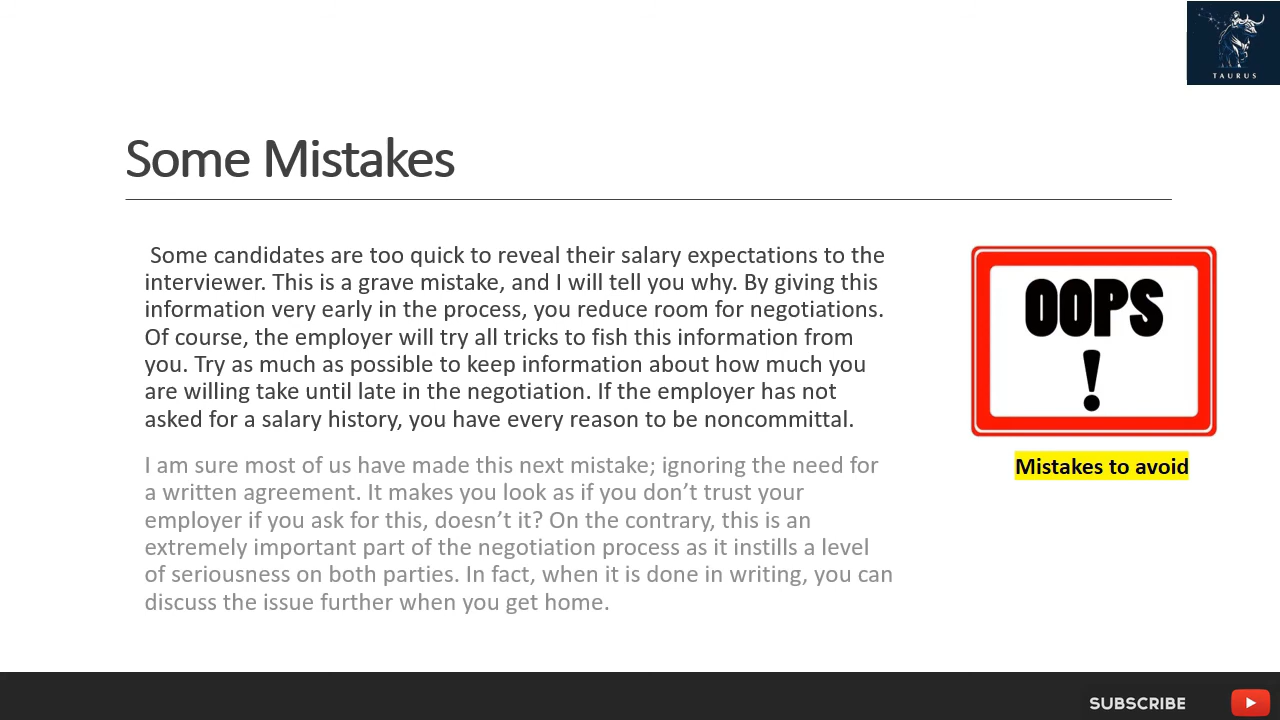 TAURUS
Some Mistakes
Some candidates are too quick to reveal their salary expectations to the
interviewer. This is a grave mistake, and I will tell you why. By giving this
information very early in the process, you reduce room for negotiations.
Of course, the employer will try all tricks to fish this information from
you. Try as much as possible to keep information about how much you
are willing take until late in the negotiation. If the employer has not
asked for a salary history, you have every reason to be noncommittal.
I am sure most of us have made this next mistake; ignoring the need for
a written agreement. It makes you look as if you don’t trust your
employer if you ask for this, doesn’t it? On the contrary, this is an
extremely important part of the negotiation process as it instills a level
of seriousness on both parties. In fact, when it is done in writing, you can
discuss the issue further when you get home.
OOPS
!
Mistakes to avoid
SUBSCRIBE